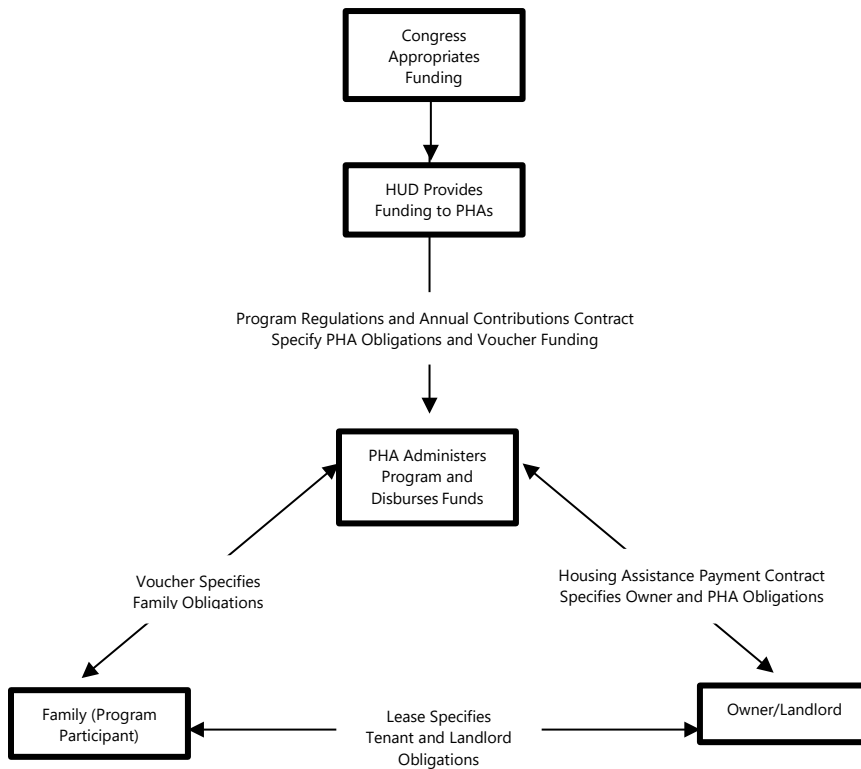 Congress
Appropriates
Funding
HUD Provides
Funding to PHAs
Program Regulations and Annual Contributions Contract
Specify PHA Obligations and Voucher Funding
PHA Administers
Program and
Disburses Funds
Voucher Specifies
Family Obligations
Housing Assistance Payment Contract
Specifies Owner and PHA Obligations
Family (Program
Participant)
Lease Specifies
Tenant and Landlord
Obligations
Owner/Landlord